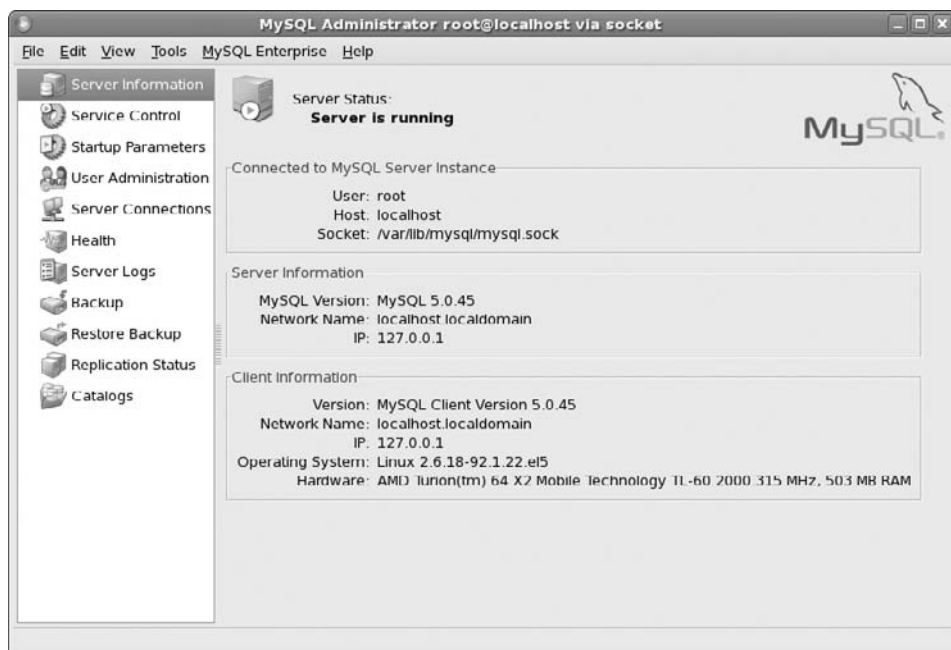 MySQL Administrator root@localhost via socket
File Edit View Tools MySQL Enterprise Help
Server Information
Service Control
Startup Parameters
User Administration
Server Connections
Health
Server Logs
Backup
Restore Backup
Replication Status
Catalogs
Server Status:
Server is running
MySQL®
Connected to MySQL Server Instance
User: root
Host: localhost
Socket: /var/lib/mysql/mysql.sock
Server Information
MySQL Version: MySQL 5.0.45
Network Name: localhost.localdomain
IP: 127.0.0.1
Client Information
Version: MySQL Client Version 5.0.45
Network Name: localhost.localdomain
IP: 127.0.0.1
Operating System: Linux 2.6.18-92.1.22.el5
Hardware: AMD Turion(tm) 64 X2 Mobile Technology TL-60 2000.315 MHz, 503 MB RAM